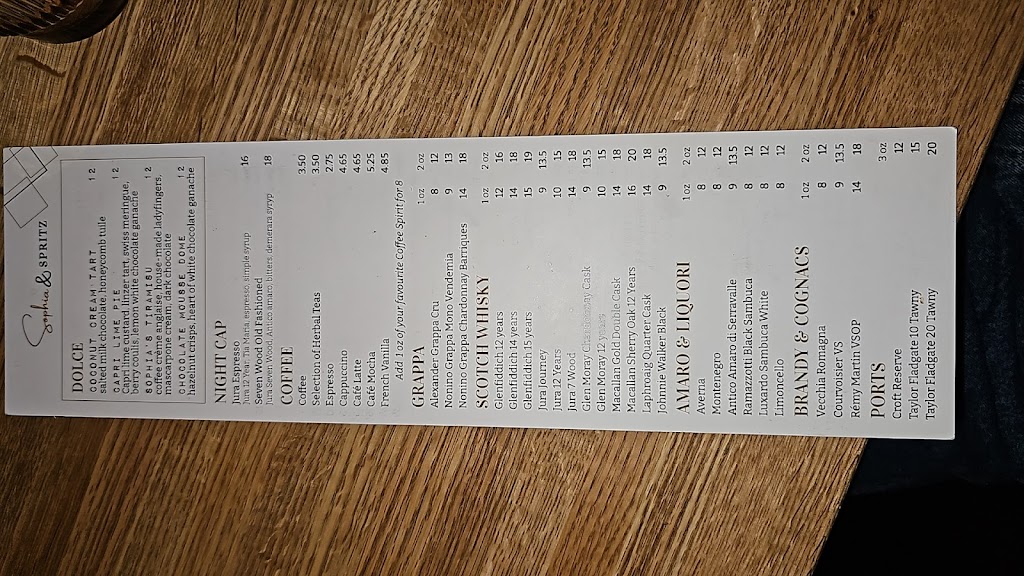 Sophia & SPRITZ
DOLCE
COCONUT CREAM TART 12
salted milk chocolate, honeycomb tuile
CAPRI LIME PIE 12
Capri lime custard, linzer tart, swiss meringue,
berry coulis, lemon white chocolate ganache
SOPHIA'S TIRAMISU 12
coffee crème anglaise, house-made ladyfingers,
mascarpone cream, dark chocolate
CHOCOLATE MOUSSE DOME 12
hazelnut crisps, heart of white chocolate ganache
NIGHT CAP
Jura Espresso 16
Jura 12 Year, Tia Maria, espresso, simple syrup
Seven Wood Old Fashioned 18
Jura Seven Wood, Antico amaro, bitters, demerara syrup
COFFEE
Coffee 3.50
Selection of Herbal Teas 3.50
Espresso 2.75
Cappuccino 4.65
Café Latte 4.65
Café Mocha 5.25
French Vanilla 4.85
Add 1 oz of your favourite Coffee Spirit for 8
GRAPPA 1 oz 2 oz
Alexander Grappa Cru 8 12
Nonino Grappa Mono Vendemia 9 13
Nonino Grappa Chardonnay Barriques 14 18
SCOTCH WHISKY 1 oz 2 oz
Glenfiddich 12 years 12 16
Glenfiddich 14 years 14 18
Glenfiddich 15 years 15 19
Jura Journey 9 13.5
Jura 12 Years 10 15
Jura 7 Wood 14 18
Glen Moray Chardonnay Cask 9 13.5
Glen Moray 12 years 10 15
Macallan Gold Double Cask 14 18
Macallan Sherry Oak 12 Years 16 20
Laphroaig Quarter Cask 14 18
Johnnie Walker Black 9 13.5
AMARO & LIQUORI 1 oz 2 oz
Averna 8 12
Montenegro 8 12
Antico Amaro di Serravalle 9 13.5
Ramazzotti Black Sambuca 8 12
Luxardo Sambuca White 8 12
Limoncello 8 12
BRANDY & COGNACS 1 oz 2 oz
Vecchia Romagna 8 12
Courvoisier VS 9 13.5
Rémy Martin VSOP 14 18
PORTS 3 oz
Croft Reserve 12
Taylor Fladgate 10 Tawny 15
Taylor Fladgate 20 Tawny 20